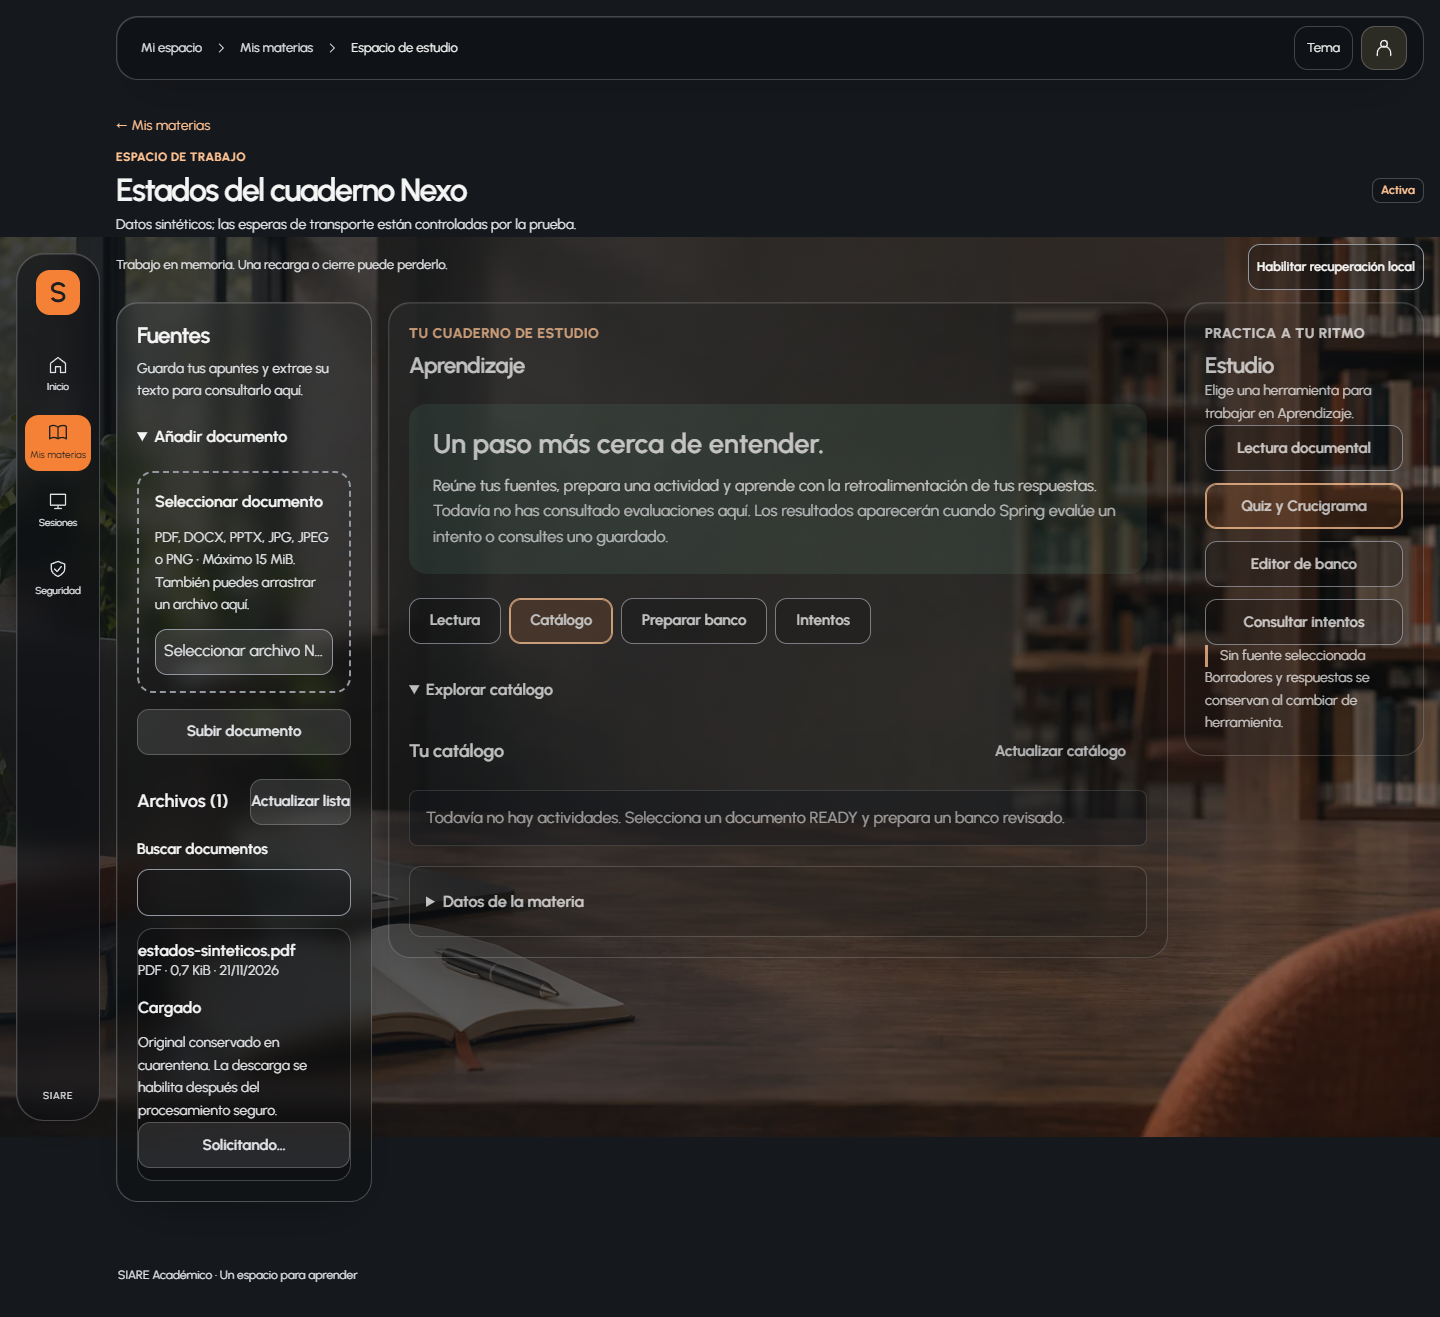 Mi espacio > Mis materias > Espacio de estudio
Tema
← Mis materias
ESPACIO DE TRABAJO
Estados del cuaderno Nexo
Activa
Datos sintéticos; las esperas de transporte están controladas por la prueba.
Trabajo en memoria. Una recarga o cierre puede perderlo.
Habilitar recuperación local
S
Inicio
Mis materias
Sesiones
Seguridad
SIARE
Fuentes
Guarda tus apuntes y extrae su
texto para consultarlo aquí.
▼ Añadir documento
Seleccionar documento
PDF, DOCX, PPTX, JPG, JPEG
o PNG · Máximo 15 MiB.
También puedes arrastrar
un archivo aquí.
Seleccionar archivo N...
Subir documento
Archivos (1)
Actualizar lista
Buscar documentos
estados-sinteticos.pdf
PDF · 0,7 KiB · 21/11/2026
Cargado
Original conservado en
cuarentena. La descarga se
habilita después del
procesamiento seguro.
Solicitando...
TU CUADERNO DE ESTUDIO
Aprendizaje
Un paso más cerca de entender.
Reúne tus fuentes, prepara una actividad y aprende con la retroalimentación de tus respuestas.
Todavía no has consultado evaluaciones aquí. Los resultados aparecerán cuando Spring evalúe un
intento o consultes uno guardado.
Lectura
Catálogo
Preparar banco
Intentos
▼ Explorar catálogo
Tu catálogo
Actualizar catálogo
Todavía no hay actividades. Selecciona un documento READY y prepara un banco revisado.
▶ Datos de la materia
PRACTICA A TU RITMO
Estudio
Elige una herramienta para
trabajar en Aprendizaje.
Lectura documental
Quiz y Crucigrama
Editor de banco
Consultar intentos
Sin fuente seleccionada
Borradores y respuestas se
conservan al cambiar de
herramienta.
SIARE Académico · Un espacio para aprender